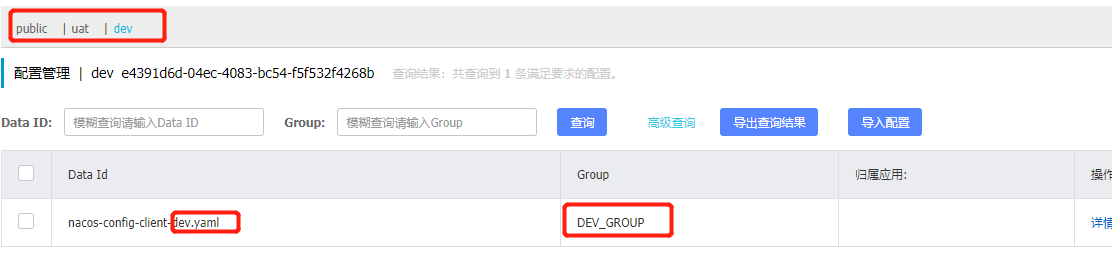 public | uat | dev
配置管理 | dev e4391d6d-04ec-4083-bc54-f5f532f4268b 查询结果：共查询到 1 条满足要求的配置。
Data ID: 模糊查询请输入Data ID Group: 模糊查询请输入Group 查询 高级查询 导出查询结果 导入配置
Data Id Group 归属应用: 操作
nacos-config-client-dev.yaml DEV_GROUP 详情